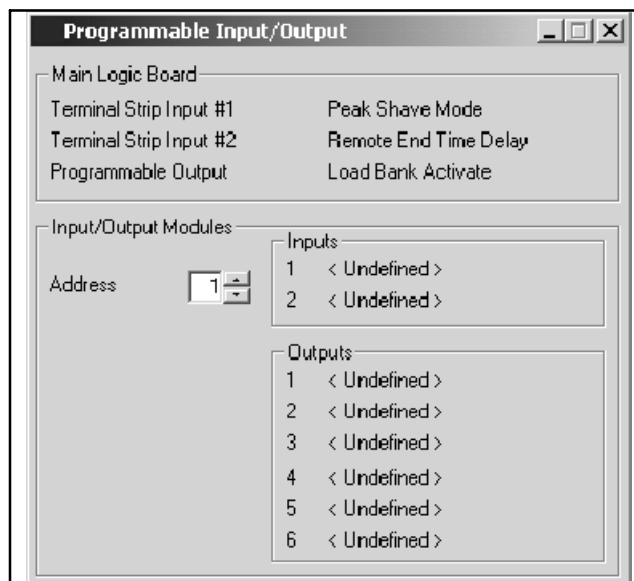 Programmable Input/Output
Main Logic Board
Terminal Strip Input #1 Peak Shave Mode
Terminal Strip Input #2 Remote End Time Delay
Programmable Output Load Bank Activate
Input/Output Modules
Address 1
Inputs
1 < Undefined >
2 < Undefined >
Outputs
1 < Undefined >
2 < Undefined >
3 < Undefined >
4 < Undefined >
5 < Undefined >
6 < Undefined >